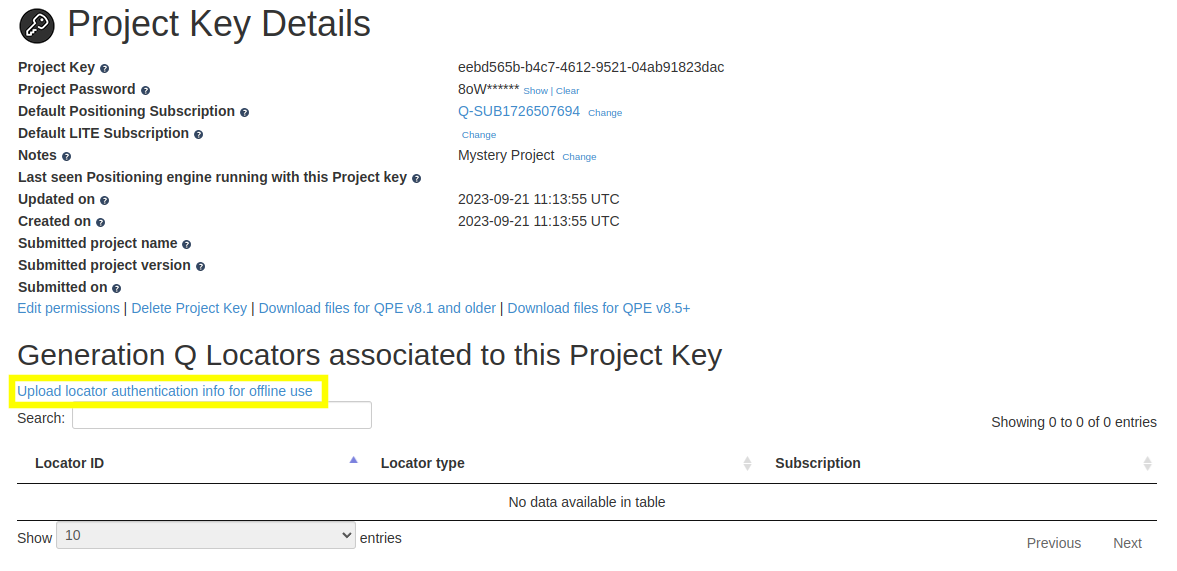 Project Key Details
Project Key eebd565b-b4c7-4612-9521-04ab91823dac
Project Password 8oW****** Show | Clear
Default Positioning Subscription Q-SUB1726507694 Change
Default LITE Subscription Change
Notes Mystery Project Change
Last seen Positioning engine running with this Project key
Updated on 2023-09-21 11:13:55 UTC
Created on 2023-09-21 11:13:55 UTC
Submitted project name
Submitted project version
Submitted on
Edit permissions | Delete Project Key | Download files for QPE v8.1 and older | Download files for QPE v8.5+
Generation Q Locators associated to this Project Key
Upload locator authentication info for offline use
Search: Showing 0 to 0 of 0 entries
Locator ID Locator type Subscription
No data available in table
Show 10 entries Previous Next